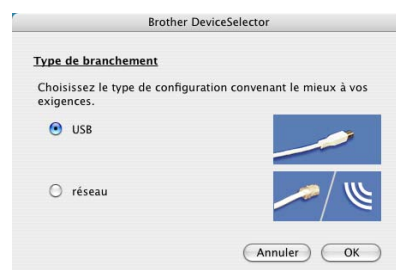 Brother DeviceSelector
Type de branchement
Choisissez le type de configuration convenant le mieux à vos
exigences.
USB
réseau
Annuler OK